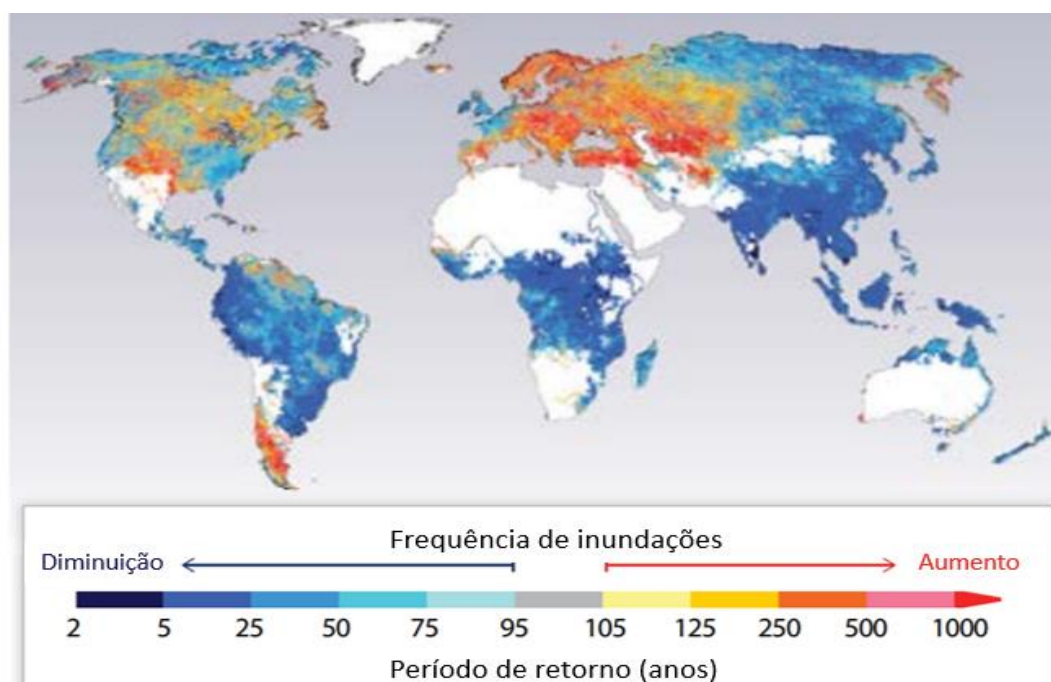 Frequência de inundações
Diminuição Aumento
2 5 25 50 75 95 105 125 250 500 1000
Período de retorno (anos)